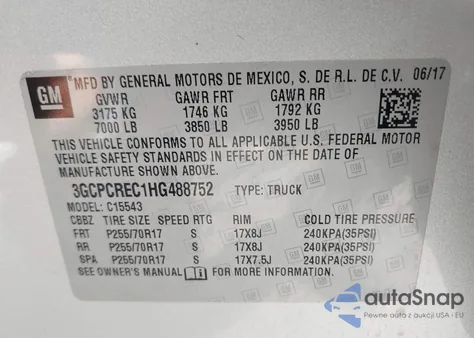 GM MFD BY GENERAL MOTORS DE MEXICO, S. DE R.L. DE C.V. 06/17
GVWR GAWR FRT GAWR RR
3175 KG 1746 KG 1792 KG
7000 LB 3850 LB 3950 LB
THIS VEHICLE CONFORMS TO ALL APPLICABLE U.S. FEDERAL MOTOR
VEHICLE SAFETY STANDARDS IN EFFECT ON THE DATE OF
MANUFACTURE SHOWN ABOVE.
3GCPCREC1HG488752 TYPE: TRUCK
MODEL: C15543
CBBZ TIRE SIZE SPEED RTG RIM COLD TIRE PRESSURE
FRT P255/70R17 S 17X8J 240KPA(35PSI)
RR P255/70R17 S 17X8J 240KPA(35PSI)
SPA P255/70R17 S 17X7.5J 240KPA(35PSI)
SEE OWNER'S MANUAL FOR MORE INFORMATION.
autoSnap
Pewne auta z aukcji USA • EU